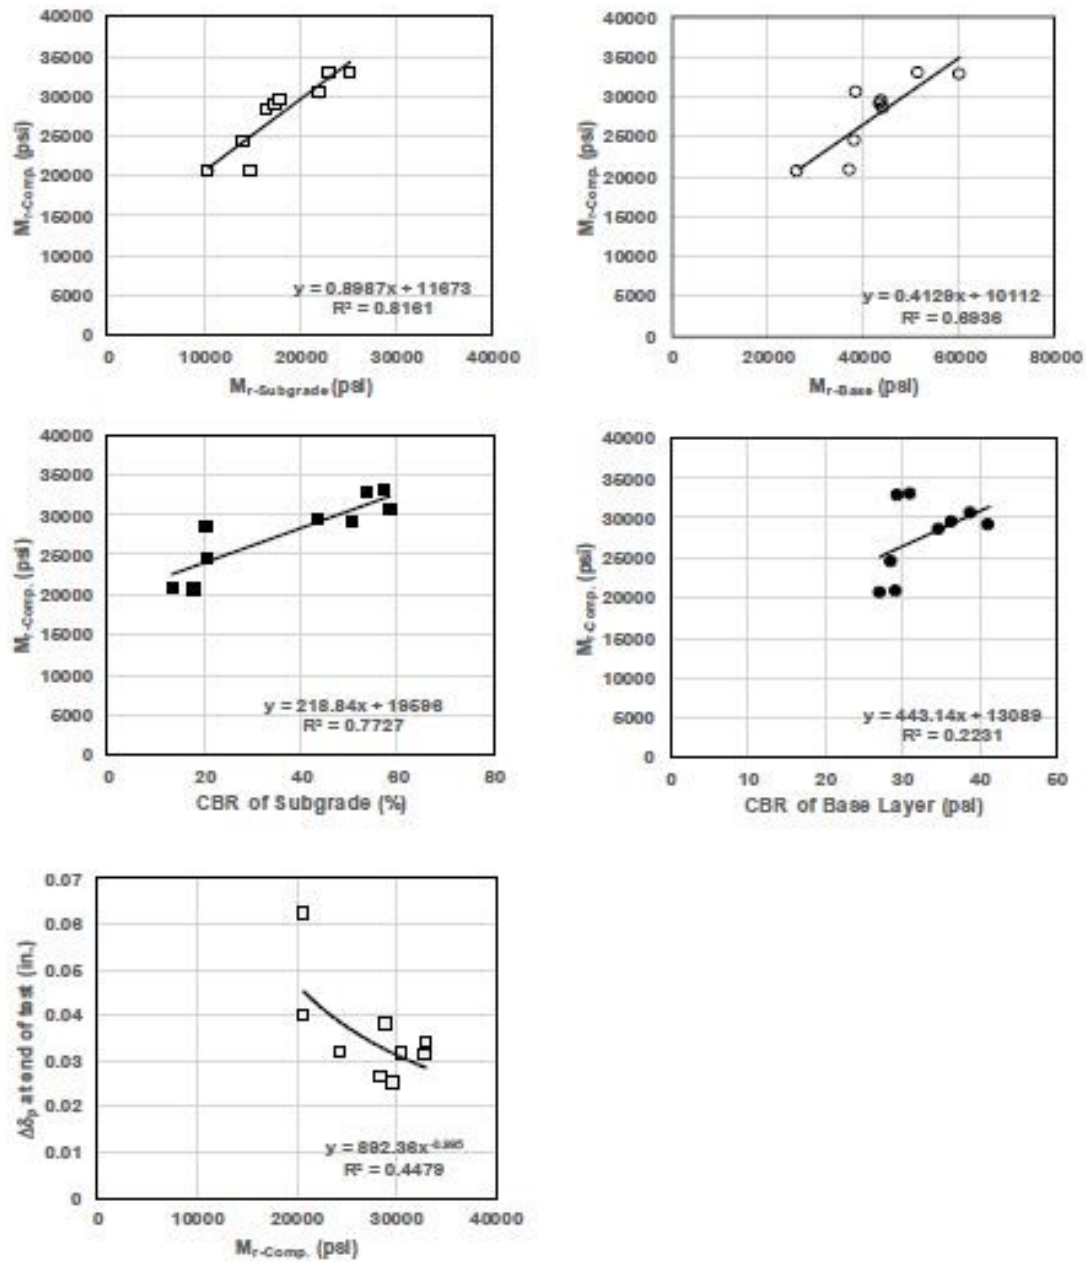 40000
35000
30000
25000
20000
15000
10000
5000
0
Mr-Comp. (psi)
y = 0.8987x + 11673
R² = 0.8161
0 10000 20000 30000 40000
Mr-Subgrade (psi)
40000
35000
30000
25000
20000
15000
10000
5000
0
Mr-Comp. (psi)
y = 0.4129x + 10112
R² = 0.6936
0 20000 40000 60000 80000
Mr-Base (psi)
40000
35000
30000
25000
20000
15000
10000
5000
0
Mr-Comp. (psi)
y = 218.84x + 19596
R² = 0.7727
0 20 40 60 80
CBR of Subgrade (%)
40000
35000
30000
25000
20000
15000
10000
5000
0
Mr-Comp. (psi)
y = 443.14x + 13089
R² = 0.2231
0 10 20 30 40 50
CBR of Base Layer (psi)
0.07
0.06
0.05
0.04
0.03
0.02
0.01
0
Δδp at end of test (in.)
y = 892.36x^-0.995
R² = 0.4479
0 10000 20000 30000 40000
Mr-Comp. (psi)